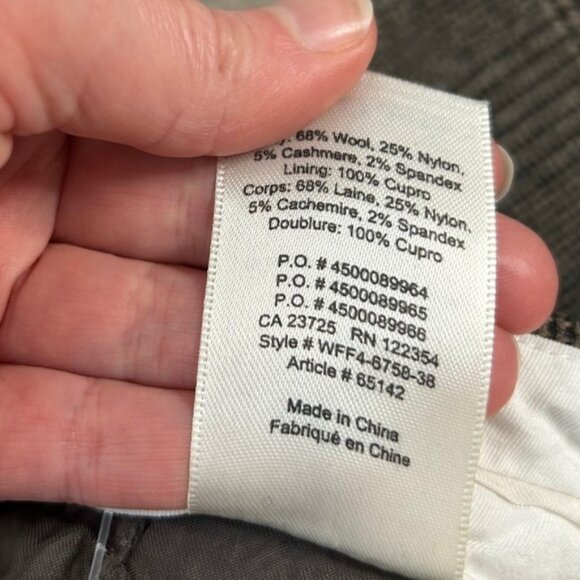 68% Wool, 25% Nylon,
5% Cashmere, 2% Spandex
Lining: 100% Cupro
Corps: 68% Laine, 25% Nylon,
5% Cachemire, 2% Spandex
Doublure: 100% Cupro
P.O. # 4500089964
P.O. # 4500089965
P.O. # 4500089966
CA 23725 RN 122354
Style # WFF4-6758-38
Article # 65142
Made in China
Fabriqué en Chine